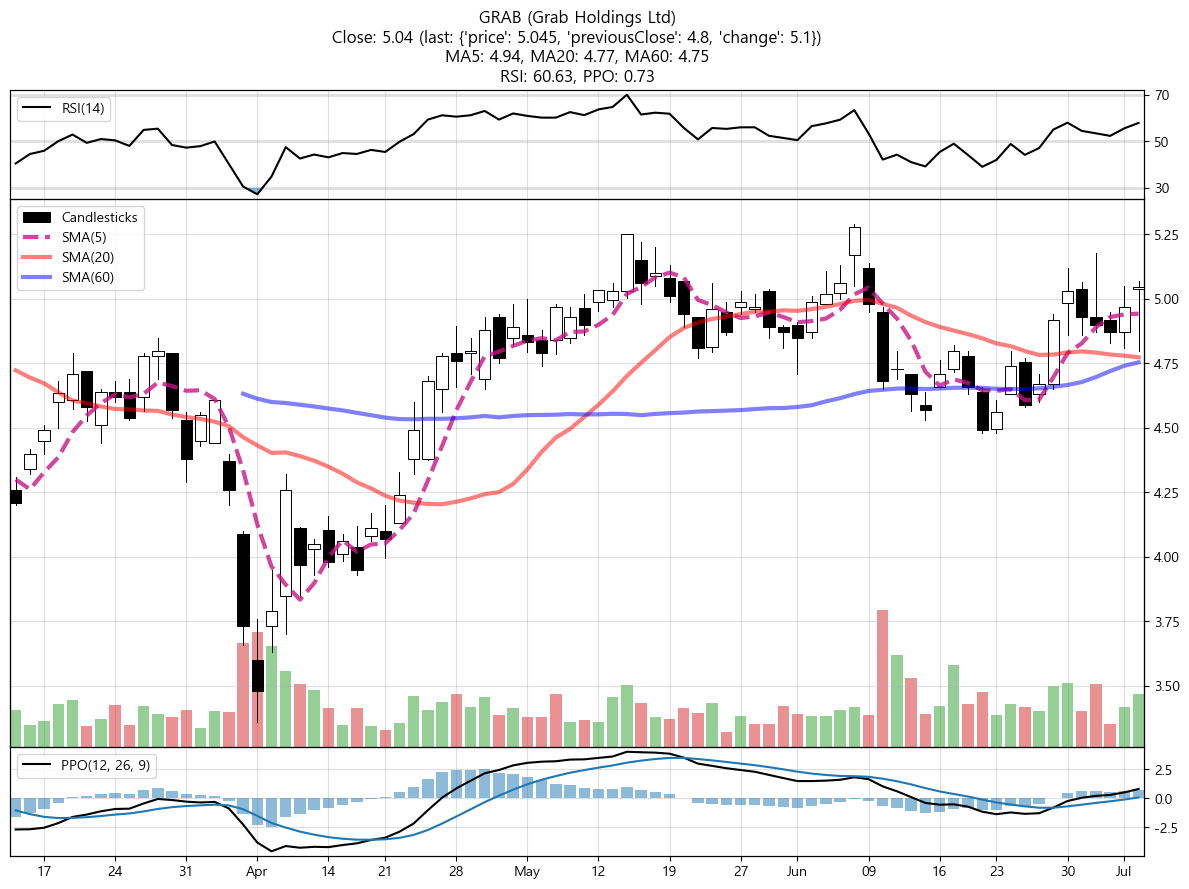 GRAB (Grab Holdings Ltd)
Close: 5.04 (last: {'price': 5.045, 'previousClose': 4.8, 'change': 5.1})
MA5: 4.94, MA20: 4.77, MA60: 4.75
RSI: 60.63, PPO: 0.73
RSI(14)
70
50
30
Candlesticks
SMA(5)
SMA(20)
SMA(60)
5.25
5.00
4.75
4.50
4.25
4.00
3.75
3.50
PPO(12, 26, 9)
2.5
0.0
−2.5
17 24 31 Apr 14 21 28 May 12 19 27 Jun 09 16 23 30 Jul